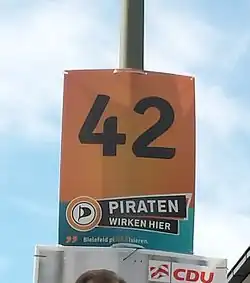 42
PIRATEN
WIRKEN HIER
Bielefeld
CDU